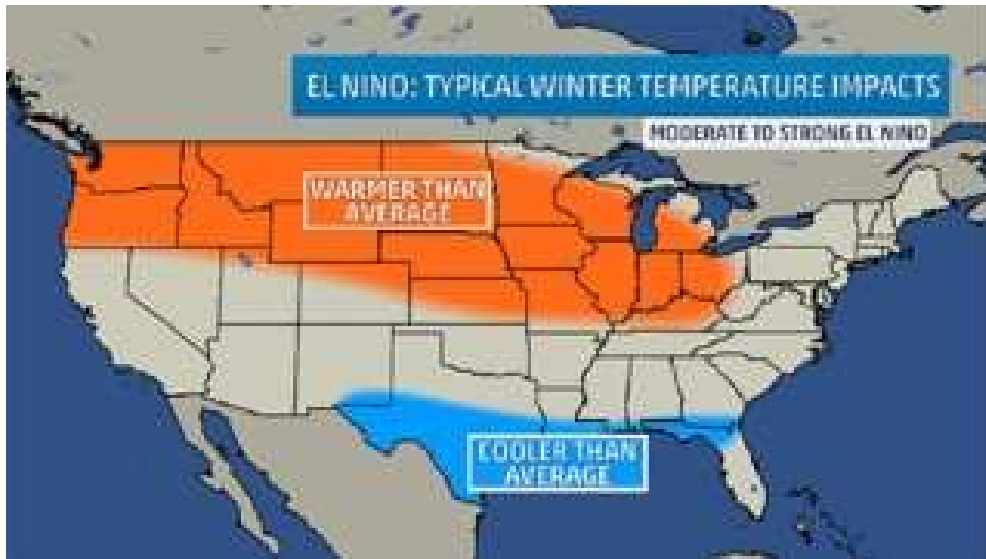 EL NINO: TYPICAL WINTER TEMPERATURE IMPACTS
MODERATE TO STRONG EL NINO
WARMER THAN
AVERAGE
COOLER THAN
AVERAGE